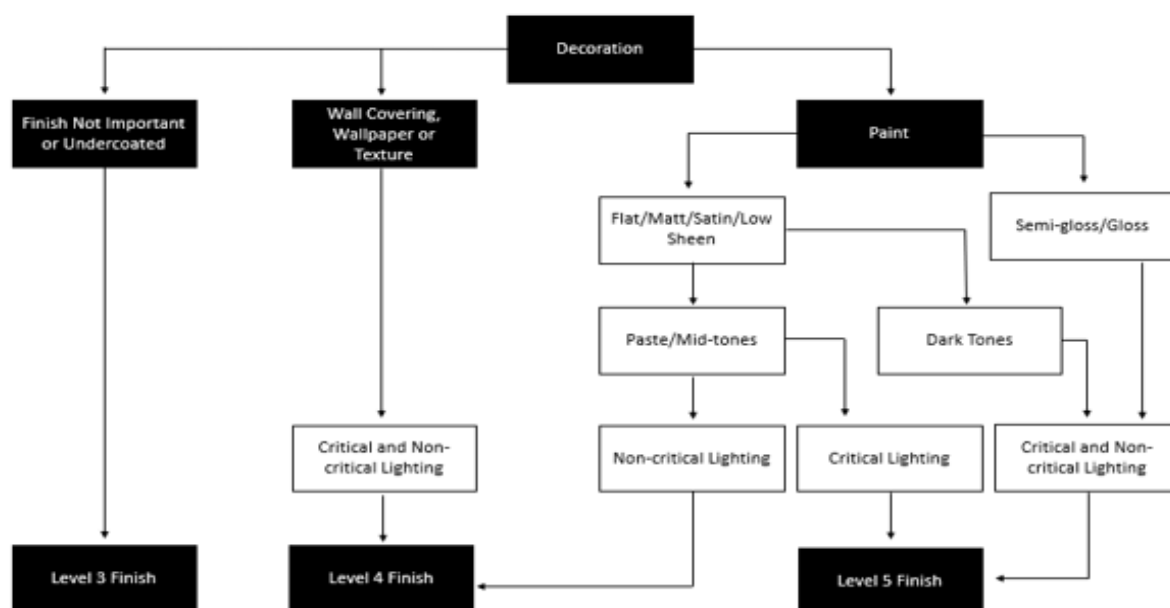 Decoration
Finish Not Important
or Undercoated
Wall Covering,
Wallpaper or
Texture
Paint
Flat/Matt/Satin/Low
Sheen
Semi-gloss/Gloss
Paste/Mid-tones
Dark Tones
Critical and Non-
critical Lighting
Non-critical Lighting
Critical Lighting
Critical and Non-
critical Lighting
Level 3 Finish
Level 4 Finish
Level 5 Finish